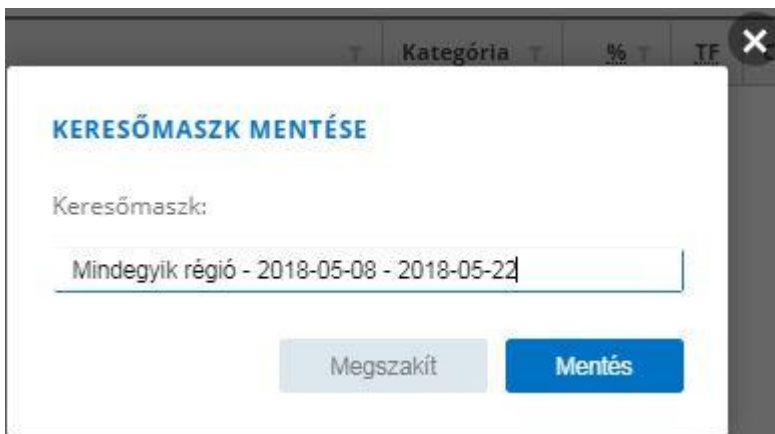 Kategória % TF
KERESŐMASZK MENTÉSE
Keresőmaszk:
Mindegyik régió - 2018-05-08 - 2018-05-22
Megszakít Mentés